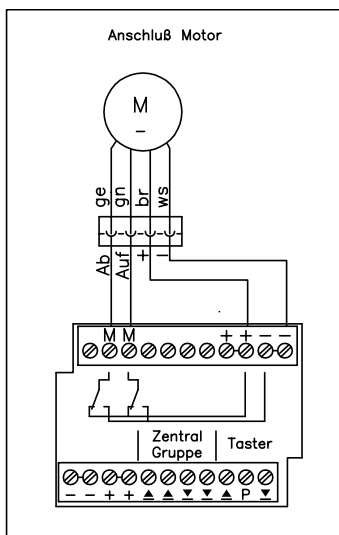 Anschluß Motor
M
–
ge gn br ws
Ab Auf + –
M M + + – –
Zentral Gruppe Taster
– – + + ▲ ▲ ▼ ▼ ▲ P ▼